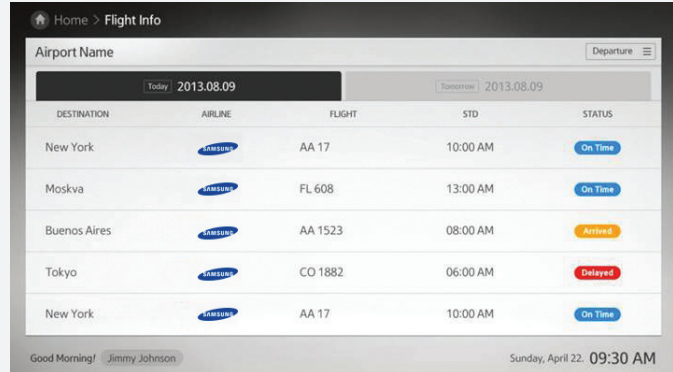 Home > Flight Info
Airport Name
Departure
Today 2013.08.09
Tomorrow 2013.08.09
DESTINATION AIRLINE FLIGHT STD STATUS
New York SAMSUNG AA 17 10:00 AM On Time
Moskva SAMSUNG FL 608 13:00 AM On Time
Buenos Aires SAMSUNG AA 1523 08:00 AM Arrived
Tokyo SAMSUNG CO 1882 06:00 AM Delayed
New York SAMSUNG AA 17 10:00 AM On Time
Good Morning! Jimmy Johnson
Sunday, April 22. 09:30 AM